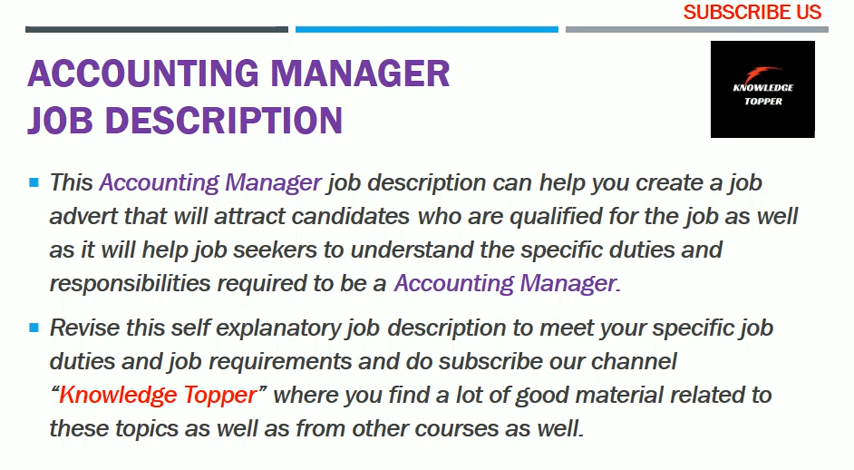 SUBSCRIBE US
ACCOUNTING MANAGER
JOB DESCRIPTION
KNOWLEDGE
TOPPER
This Accounting Manager job description can help you create a job
advert that will attract candidates who are qualified for the job as well
as it will help job seekers to understand the specific duties and
responsibilities required to be a Accounting Manager.
Revise this self explanatory job description to meet your specific job
duties and job requirements and do subscribe our channel
“Knowledge Topper” where you find a lot of good material related to
these topics as well as from other courses as well.